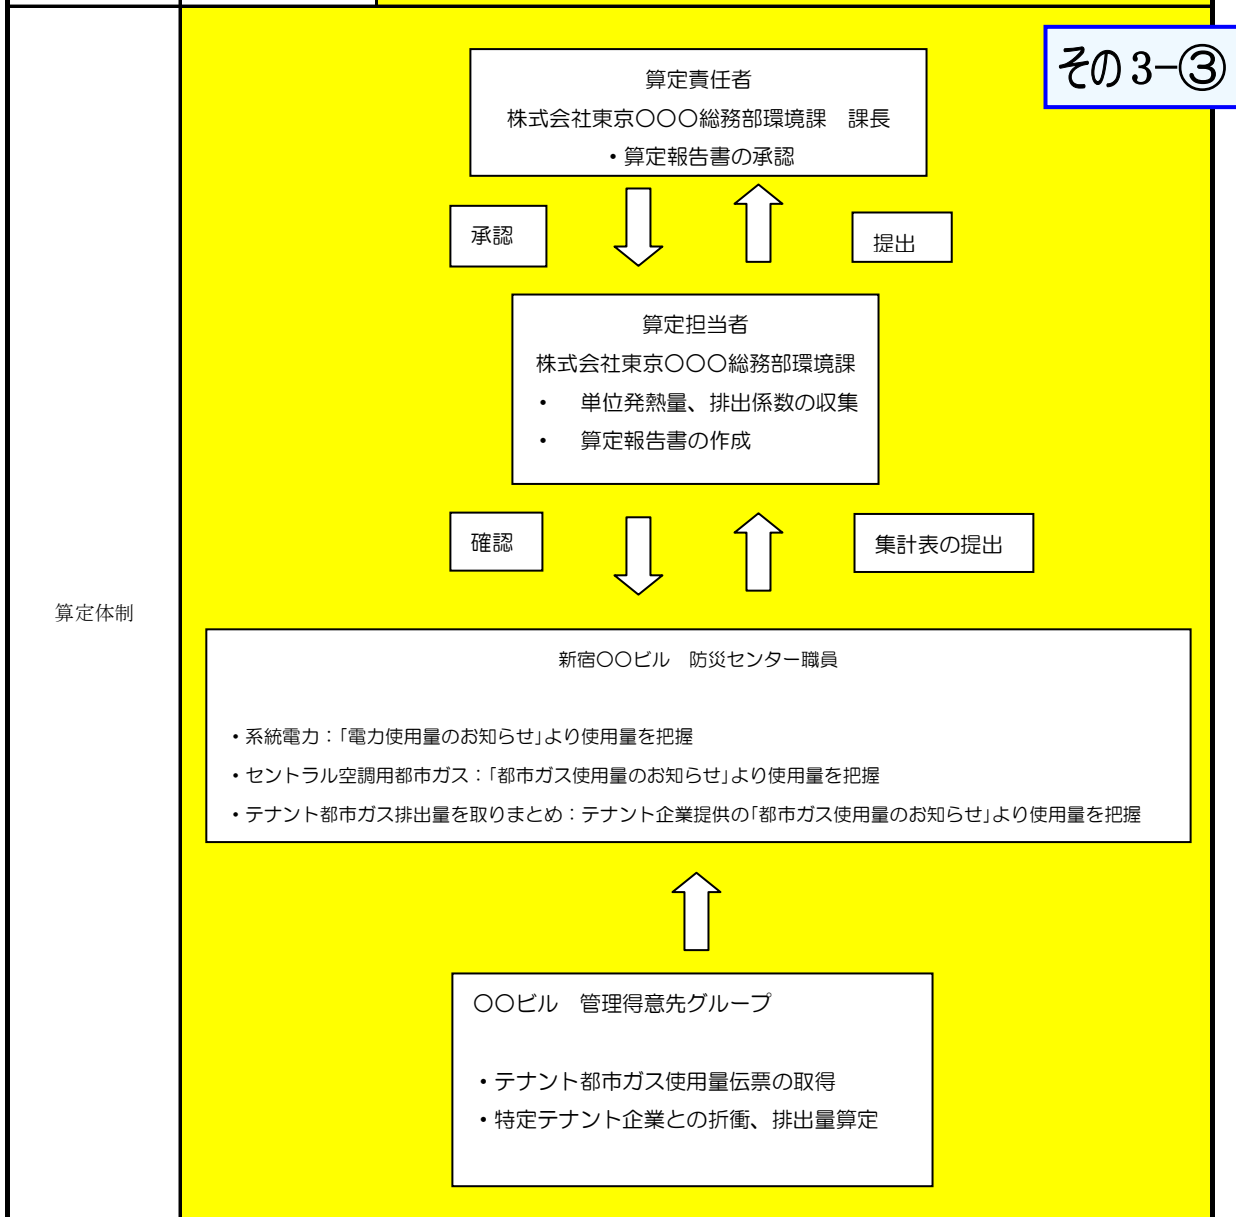 その3-③
算定責任者
株式会社東京〇〇〇総務部環境課　課長
・算定報告書の承認
承認
提出
算定担当者
株式会社東京〇〇〇総務部環境課
・　単位発熱量、排出係数の収集
・　算定報告書の作成
確認
集計表の提出
算定体制
新宿〇〇ビル　防災センター職員
・系統電力：「電力使用量のお知らせ」より使用量を把握
・セントラル空調用都市ガス：「都市ガス使用量のお知らせ」より使用量を把握
・テナント都市ガス排出量を取りまとめ：テナント企業提供の「都市ガス使用量のお知らせ」より使用量を把握
〇〇ビル　管理得意先グループ
・テナント都市ガス使用量伝票の取得
・特定テナント企業との折衝、排出量算定